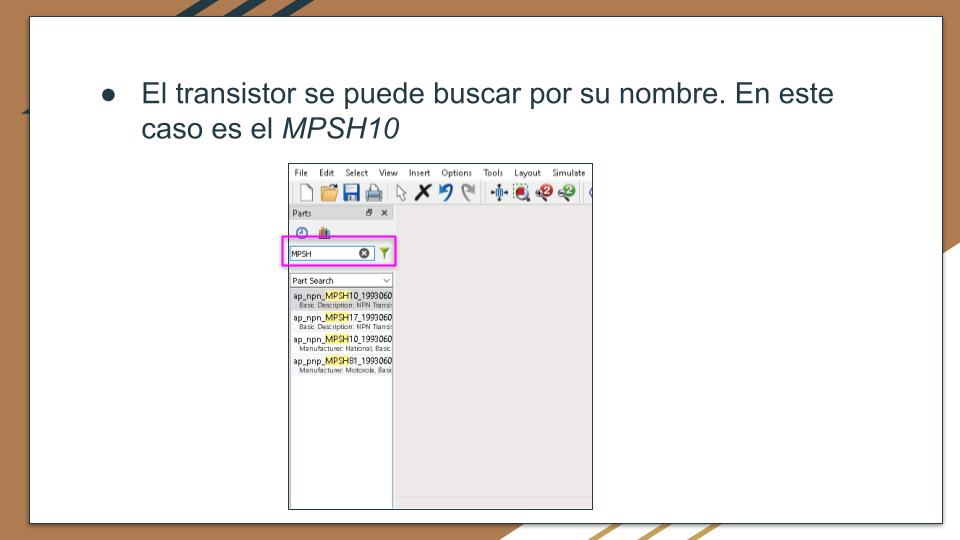 ● El transistor se puede buscar por su nombre. En este
caso es el MPSH10
File Edit Select View Insert Options Tools Layout Simulate
Parts
MPSH
Part Search
ap_npn_MPSH10_1993060
Basic Description: NPN Transis
ap_npn_MPSH17_1993060
Basic Description: NPN Transis
ap_npn_MPSH10_1993060
Manufacturer: National, Basic
ap_pnp_MPSH81_1993060
Manufacturer: Motorola, Basic